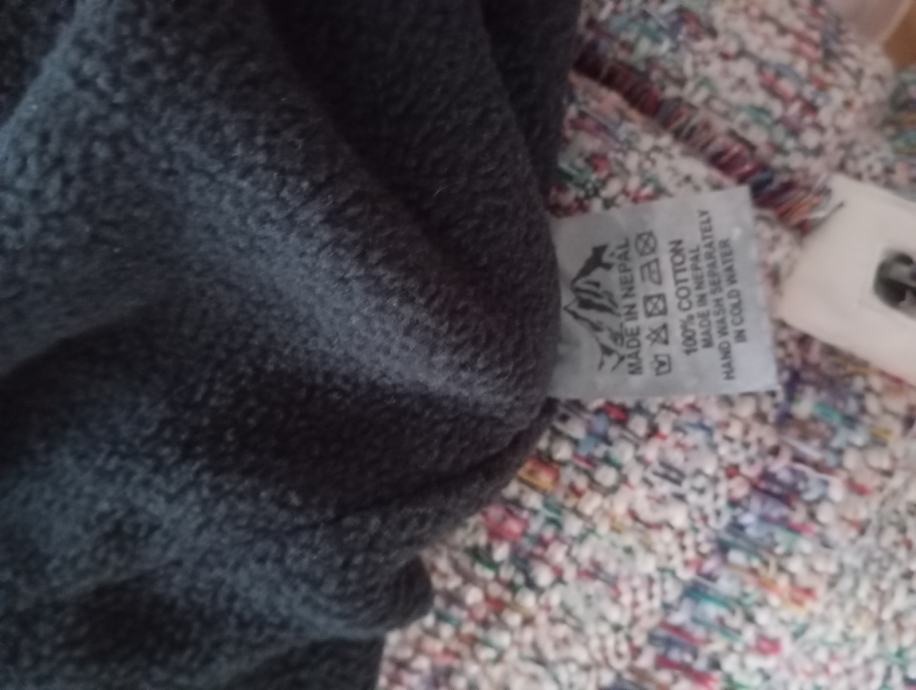 MADE IN NEPAL
100% COTTON
MADE IN NEPAL
HAND WASH SEPARATELY
IN COLD WATER